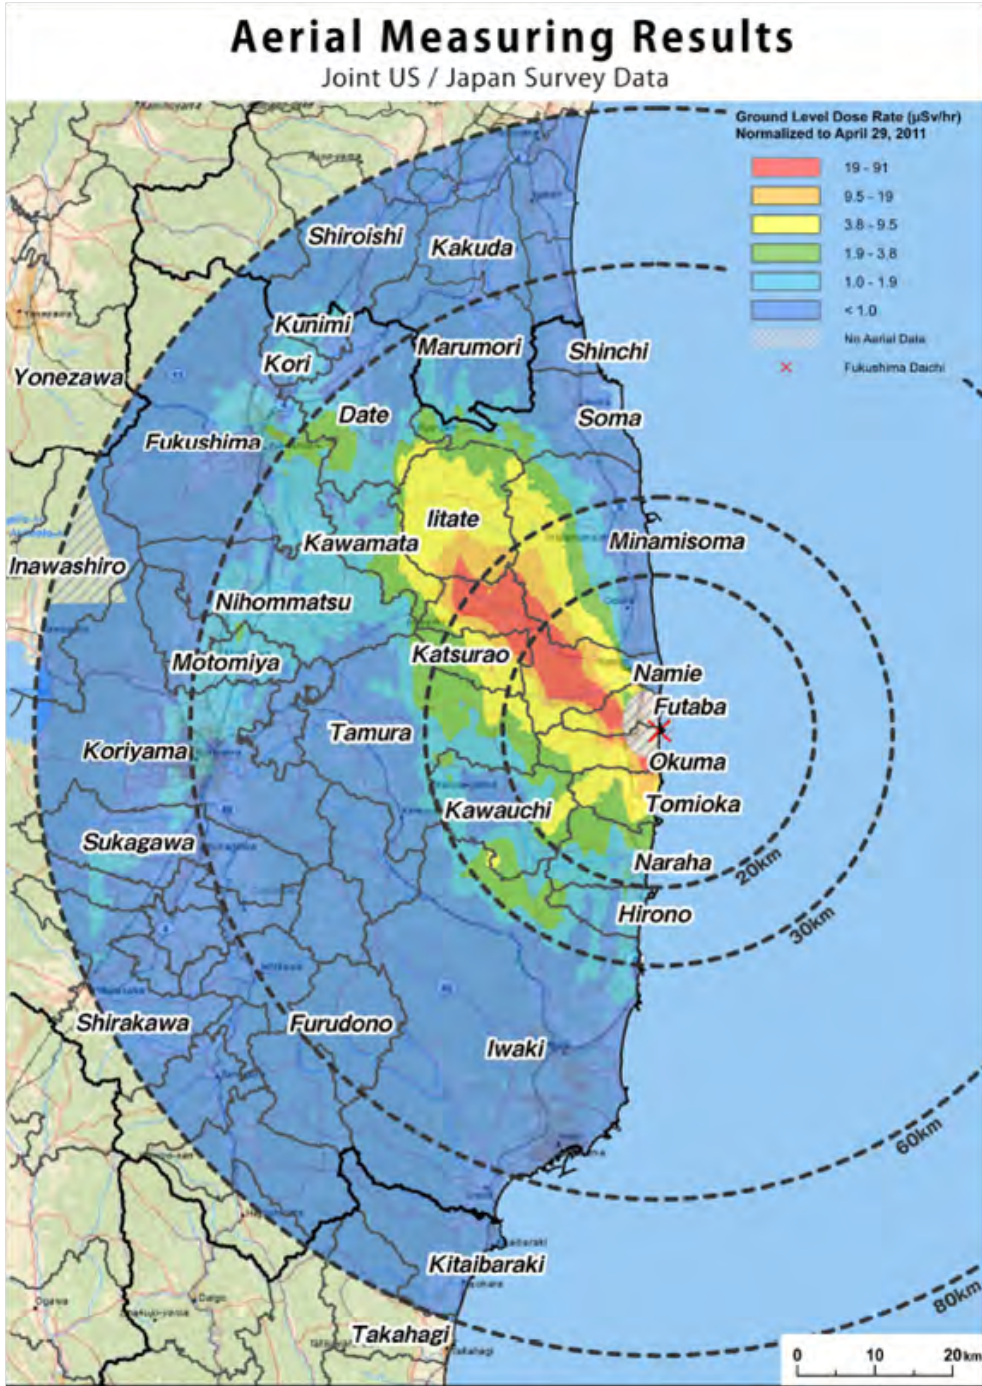 Aerial Measuring Results
Joint US / Japan Survey Data
Ground Level Dose Rate (µSv/hr)
Normalized to April 29, 2011
19 - 91
9.5 - 19
3.8 - 9.5
1.9 - 3.8
1.0 - 1.9
< 1.0
No Aerial Data
Fukushima Daichi
Shiroishi
Kakuda
Kunimi
Marumori
Kori
Shinchi
Yonezawa
Date
Soma
Fukushima
Iitate
Kawamata
Minamisoma
Inawashiro
Nihommatsu
Motomiya
Katsurao
Namie
Futaba
Tamura
Koriyama
Okuma
Kawauchi
Tomioka
Sukagawa
Naraha
20km
Hirono
30km
Shirakawa
Furudono
Iwaki
60km
Kitaibaraki
80km
Takahagi
Ogawa
Daigo
0 10 20km